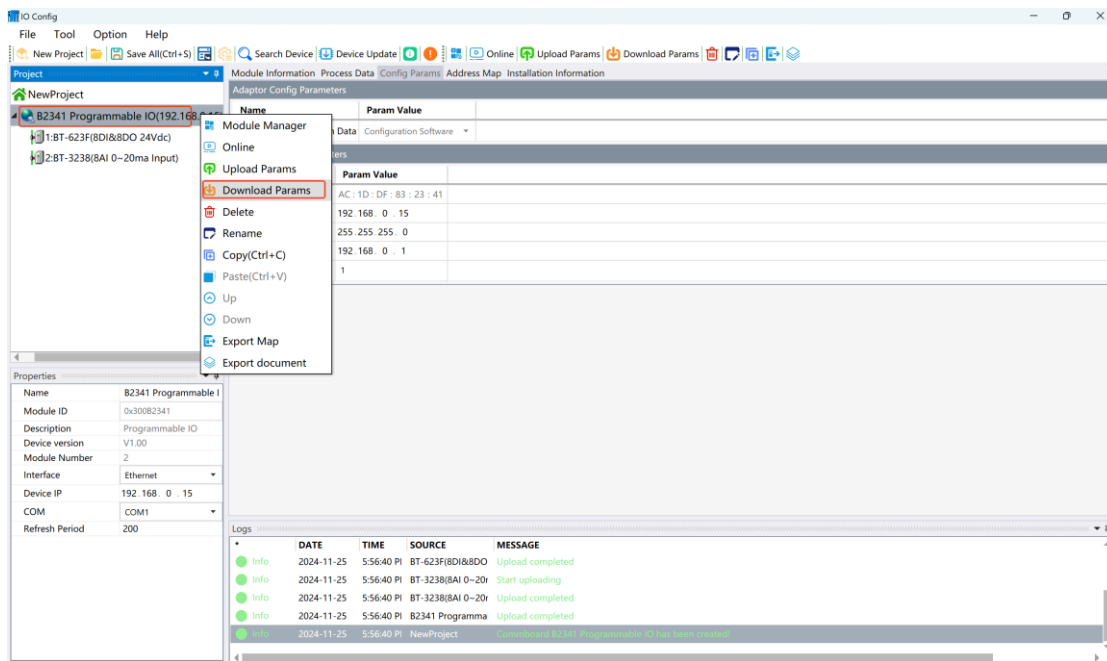 IO Config
File Tool Option Help
New Project Save All(Ctrl+S) Search Device Device Update Online Upload Params Download Params
Project
NewProject
B2341 Programmable IO(192.168.0.15)
1:BT-623F(8DI&8DO 24Vdc)
2:BT-3238(8AI 0~20ma Input)
Module Information Process Data Config Params Address Map Installation Information
Adaptor Config Parameters
Name Param Value
Data Configuration Software
ers
Param Value
AC : 1D : DF : 83 : 23 : 41
192.168. 0 . 15
255.255.255. 0
192.168. 0 . 1
1
Module Manager
Online
Upload Params
Download Params
Delete
Rename
Copy(Ctrl+C)
Paste(Ctrl+V)
Up
Down
Export Map
Export document
Properties
Name B2341 Programmable I
Module ID 0x300B2341
Description Programmable IO
Device version V1.00
Module Number 2
Interface Ethernet
Device IP 192.168. 0 . 15
COM COM1
Refresh Period 200
Logs
* DATE TIME SOURCE MESSAGE
Info 2024-11-25 5:56:40 PI BT-623F(8DI&8DO Upload completed
Info 2024-11-25 5:56:40 PI BT-3238(8AI 0~20r Start uploading
Info 2024-11-25 5:56:40 PI BT-3238(8AI 0~20r Upload completed
Info 2024-11-25 5:56:40 PI B2341 Programma Upload completed
Info 2024-11-25 5:56:40 PI NewProject Commboard B2341 Programmable IO has been created!